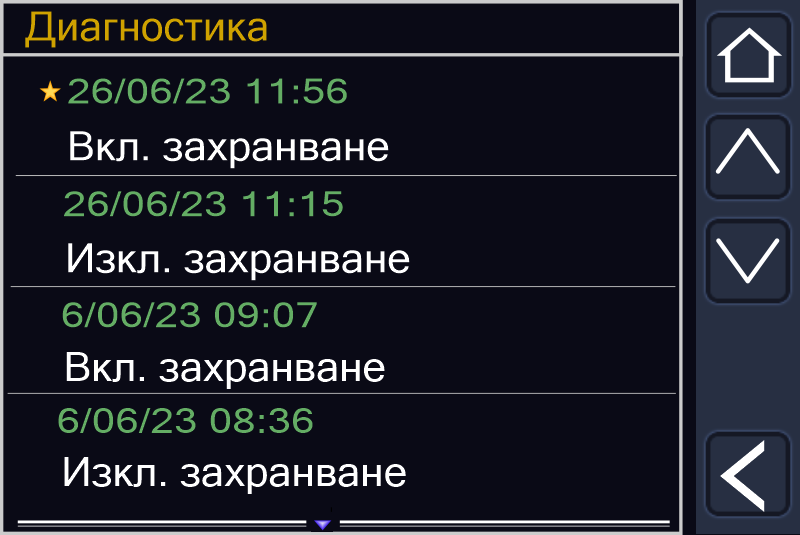 Диагностика
26/06/23 11:56
Вкл. захранване
26/06/23 11:15
Изкл. захранване
6/06/23 09:07
Вкл. захранване
6/06/23 08:36
Изкл. захранване